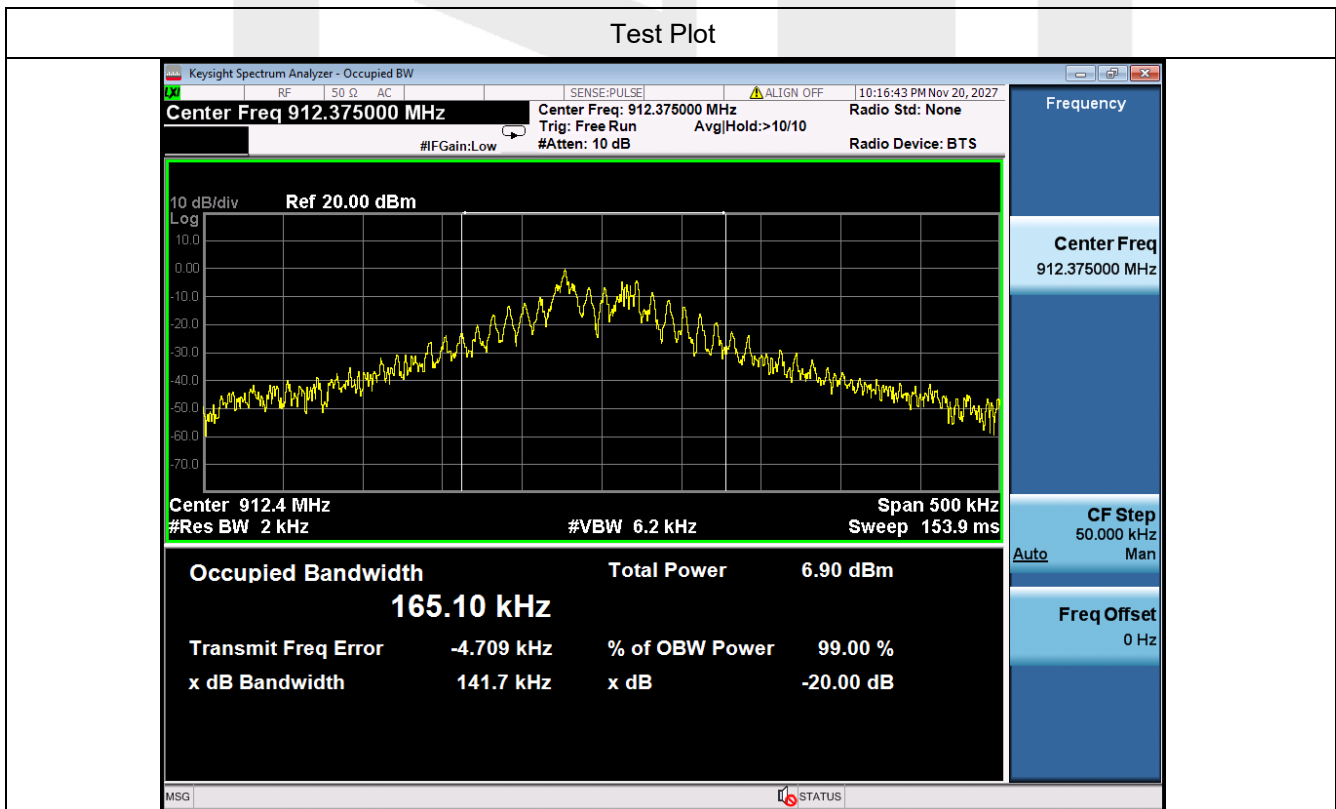 Test Plot
Keysight Spectrum Analyzer - Occupied BW
LXI RF 50 Ω AC SENSE:PULSE ALIGN OFF 10:16:43 PM Nov 20, 2027
Center Freq 912.375000 MHz Center Freq: 912.375000 MHz Radio Std: None
Trig: Free Run Avg|Hold:>10/10
#IFGain:Low #Atten: 10 dB Radio Device: BTS
10 dB/div Ref 20.00 dBm
Log
10.0
0.00
-10.0
-20.0
-30.0
-40.0
-50.0
-60.0
-70.0
Center 912.4 MHz Span 500 kHz
#Res BW 2 kHz #VBW 6.2 kHz Sweep 153.9 ms
Occupied Bandwidth Total Power 6.90 dBm
165.10 kHz
Transmit Freq Error -4.709 kHz % of OBW Power 99.00 %
x dB Bandwidth 141.7 kHz x dB -20.00 dB
MSG STATUS
Frequency
Center Freq
912.375000 MHz
CF Step
50.000 kHz
Auto Man
Freq Offset
0 Hz